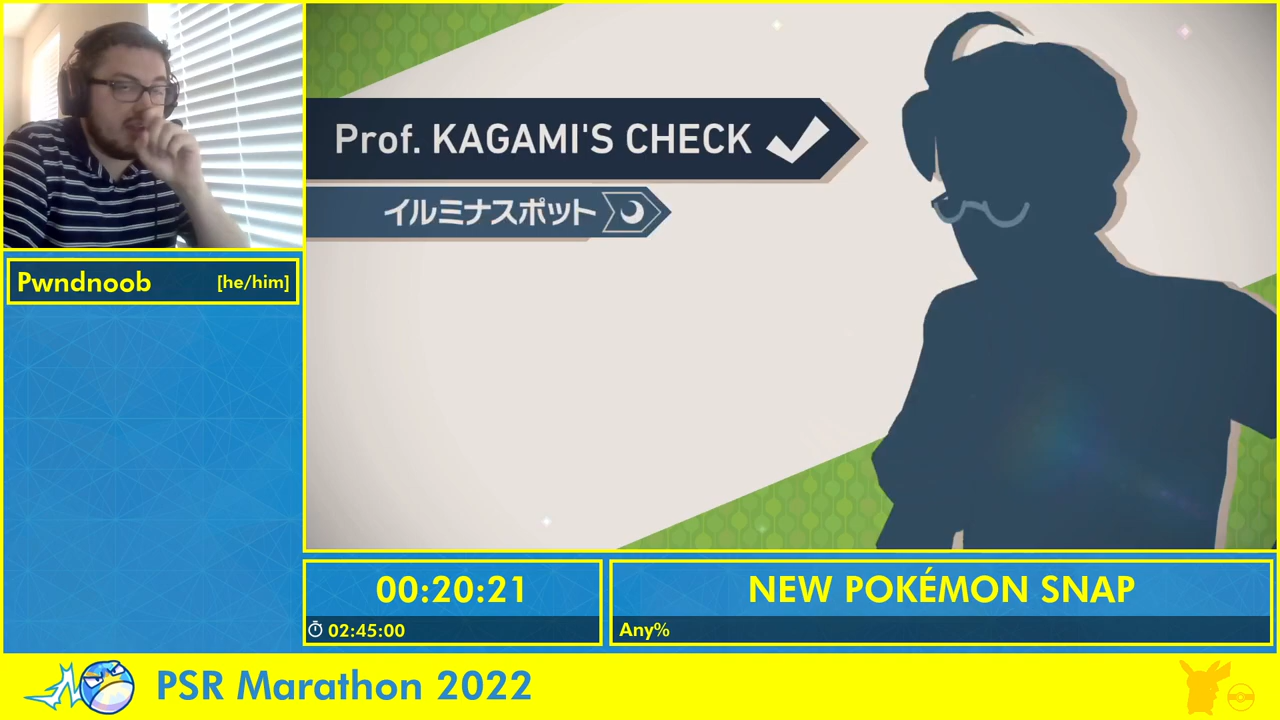 Prof. KAGAMI'S CHECK
イルミナスポット
Pwndnoob
[he/him]
00:20:21
02:45:00
NEW POKÉMON SNAP
Any%
PSR Marathon 2022